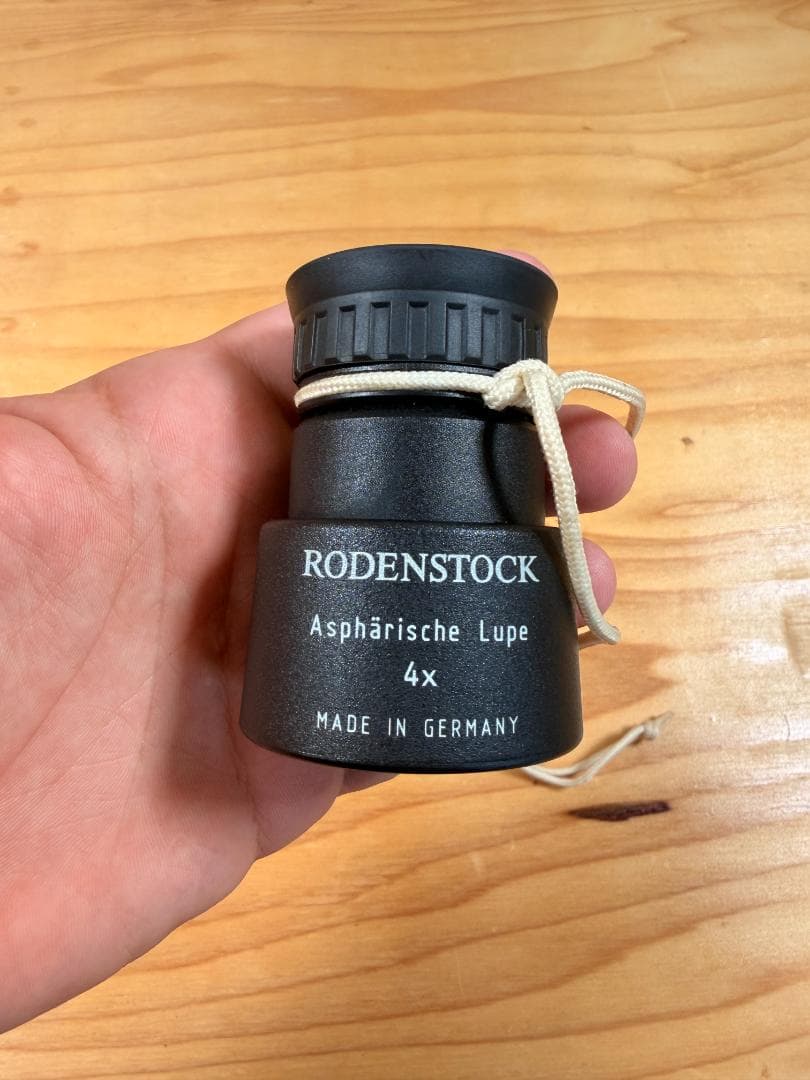 RODENSTOCK
Asphärische Lupe
4x
MADE IN GERMANY